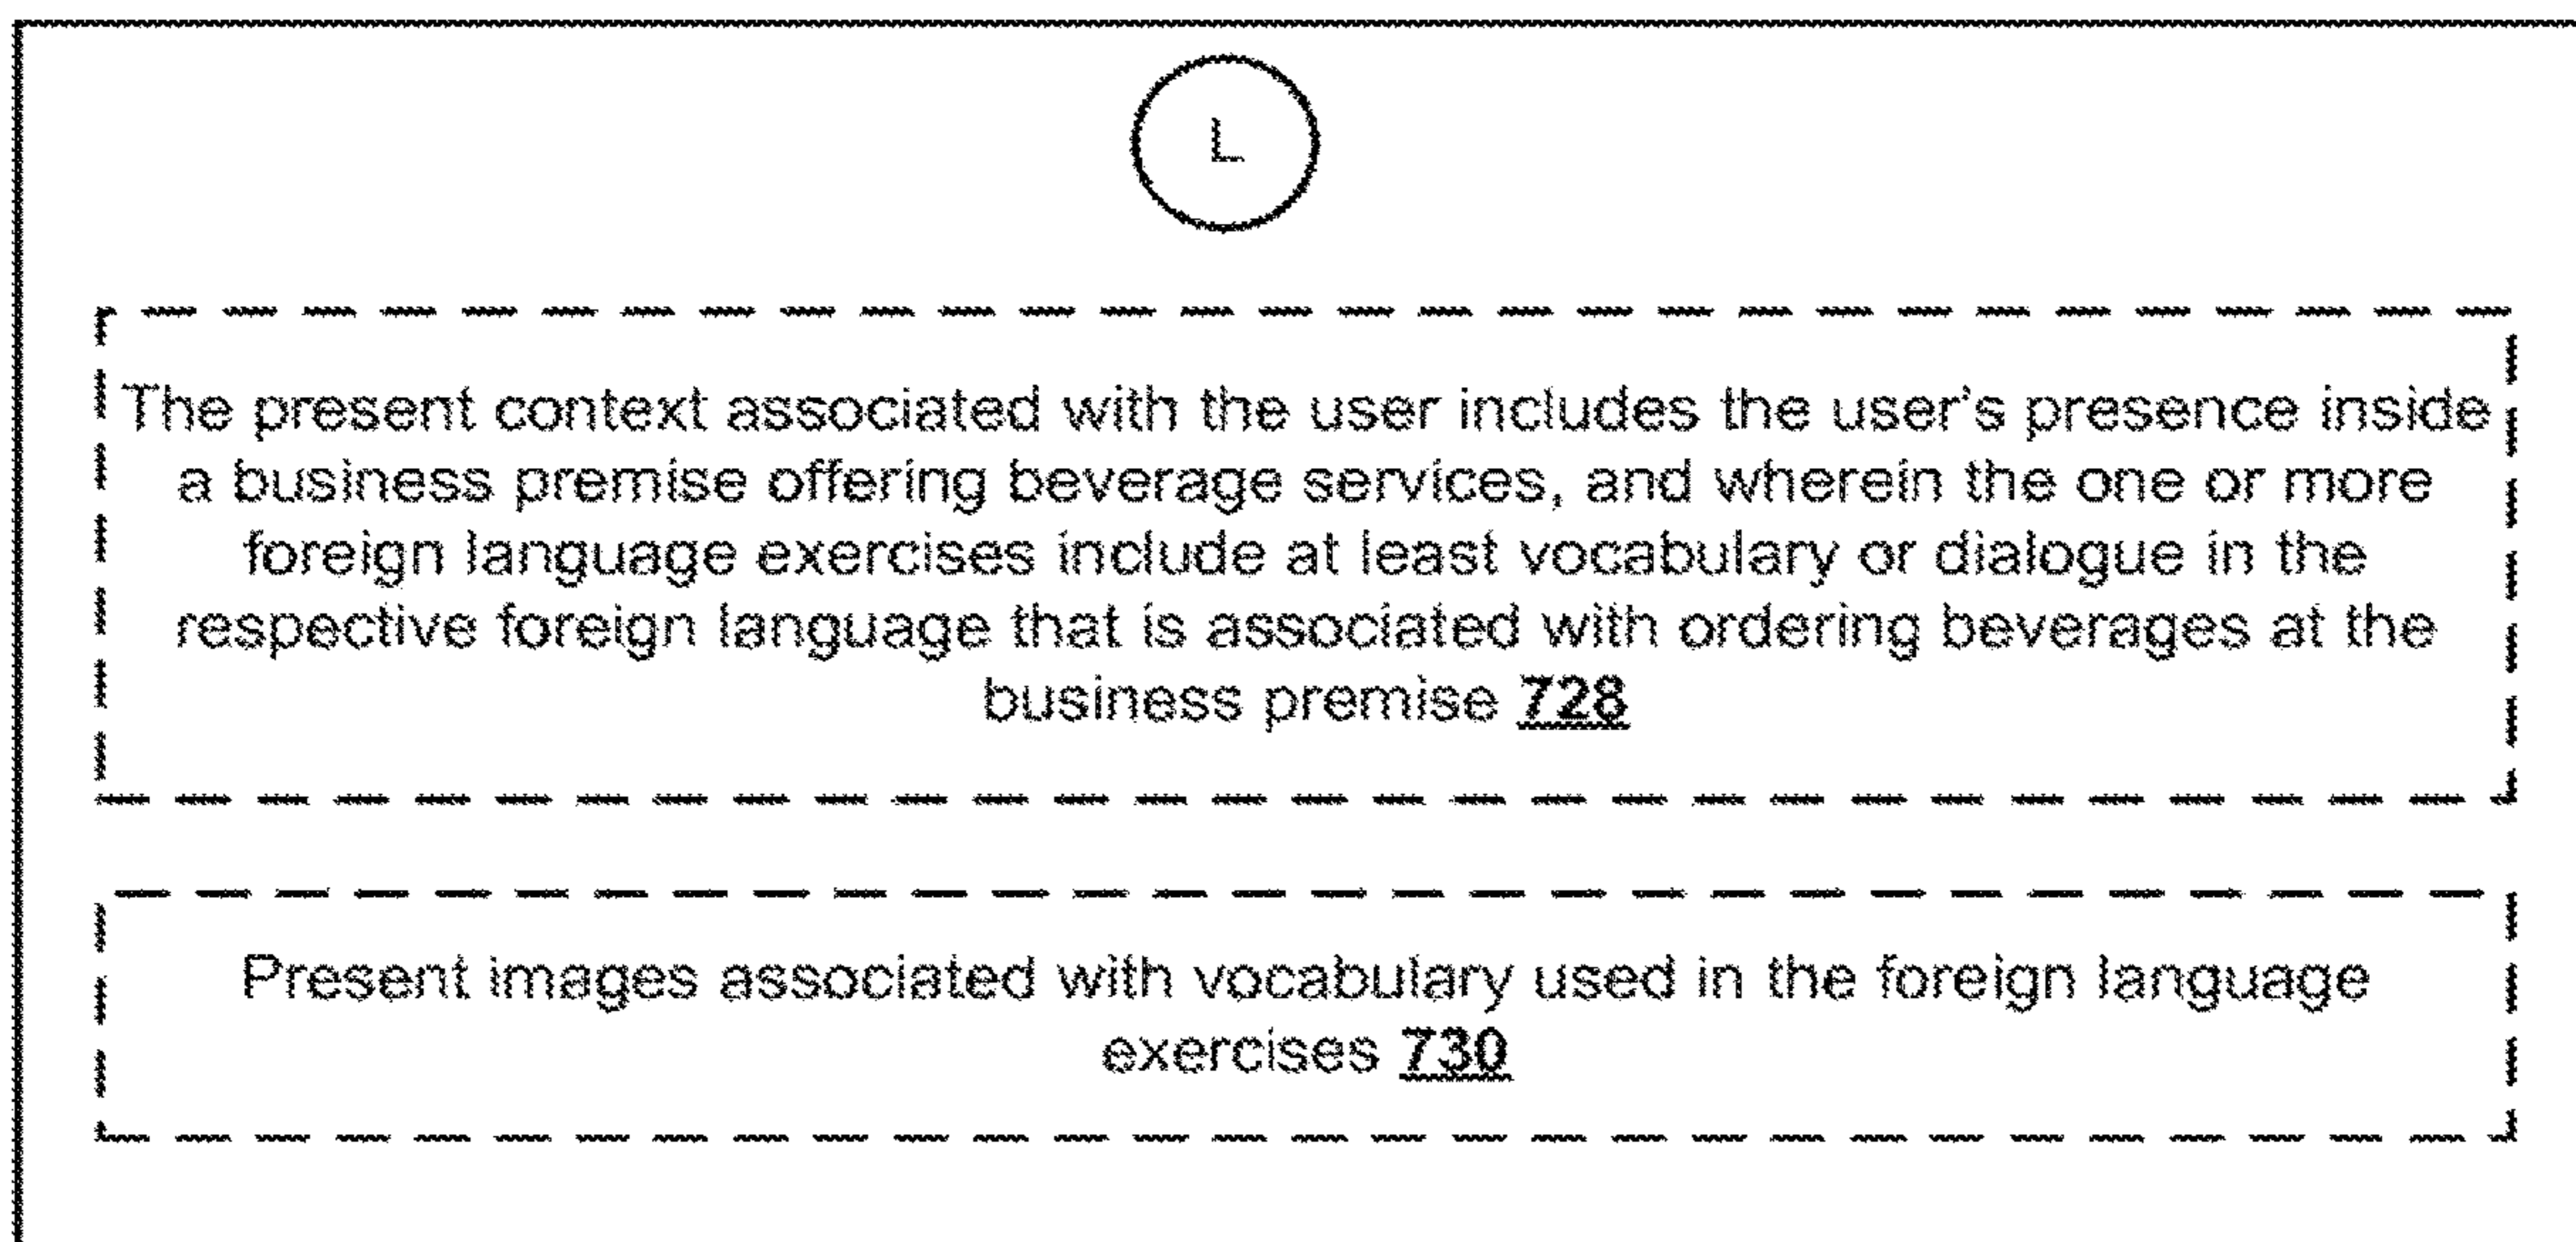 L
The present context associated with the user includes the user's presence inside
a business premise offering beverage services, and wherein the one or more
foreign language exercises include at least vocabulary or dialogue in the
respective foreign language that is associated with ordering beverages at the
business premise 728
Present images associated with vocabulary used in the foreign language
exercises 730